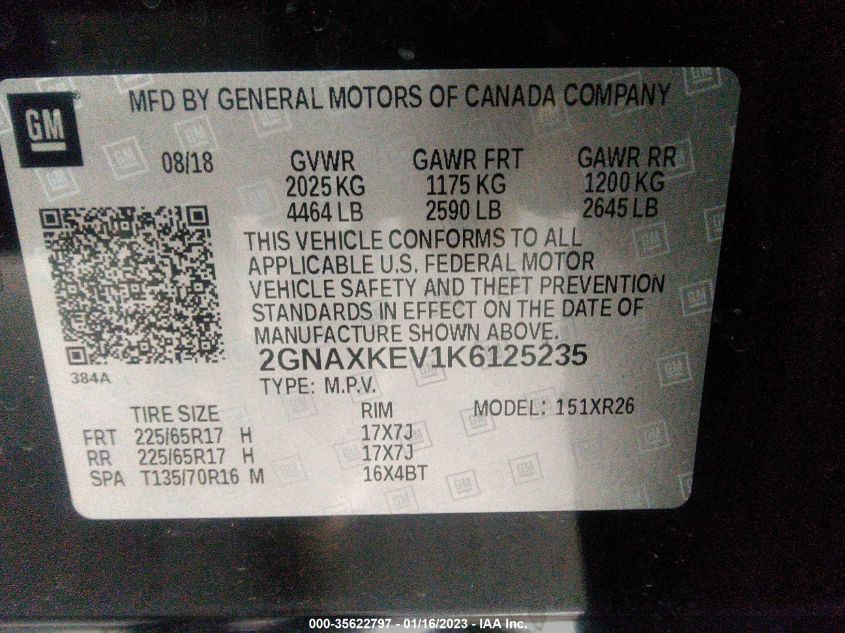 GM®
MFD BY GENERAL MOTORS OF CANADA COMPANY
08/18 GVWR GAWR FRT GAWR RR
2025 KG 1175 KG 1200 KG
4464 LB 2590 LB 2645 LB
THIS VEHICLE CONFORMS TO ALL
APPLICABLE U.S. FEDERAL MOTOR
VEHICLE SAFETY AND THEFT PREVENTION
STANDARDS IN EFFECT ON THE DATE OF
MANUFACTURE SHOWN ABOVE.
2GNAXKEV1K6125235
384A
TYPE: M.P.V.
TIRE SIZE RIM MODEL: 151XR26
FRT 225/65R17 H 17X7J
RR 225/65R17 H 17X7J
SPA T135/70R16 M 16X4BT
000-35622797 - 01/16/2023 - IAA Inc.